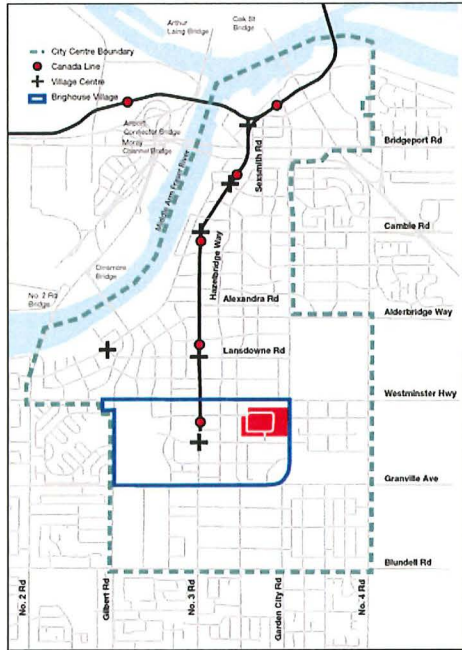 Arthur
Laing Bridge
Oak St
Bridge
City Centre Boundary
Canada Line
Village Centre
Brighouse Village
Airport
Connector Bridge
Moray
Channel Bridge
Bridgeport Rd
Sexsmith Rd
Middle Arm Fraser River
Cambie Rd
Hazelbridge Way
Dinsmore
Bridge
No. 2 Rd
Bridge
Alexandra Rd
Alderbridge Way
Lansdowne Rd
Westminster Hwy
Granville Ave
Blundell Rd
No. 2 Rd
Gilbert Rd
No. 3 Rd
Garden City Rd
No. 4 Rd